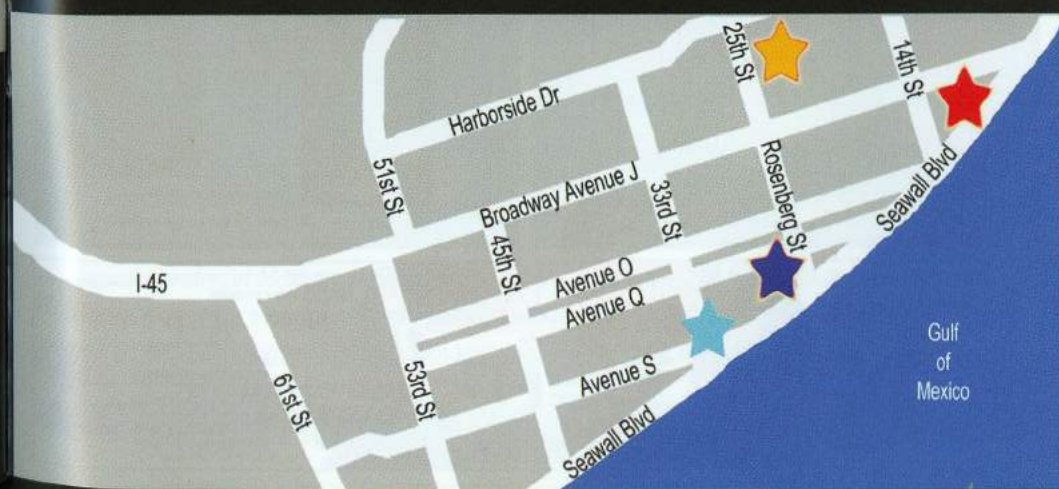 25th St
14th St
Harborside Dr
51st St
Broadway Avenue J
33rd St
Rosenberg St
Seawall Blvd
I-45
45th St
Avenue O
Avenue Q
61st St
53rd St
Avenue S
Seawall Blvd
Gulf
of
Mexico